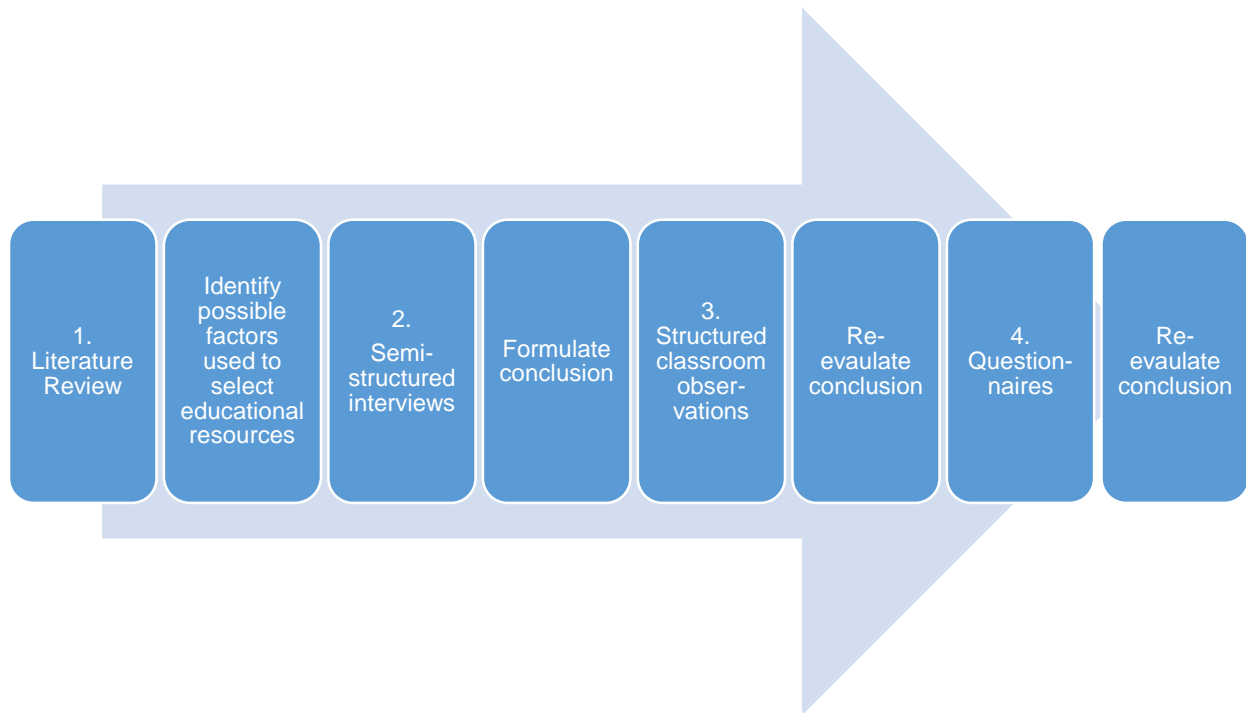 1.
Literature
Review
Identify
possible
factors
used to
select
educational
resources
2.
Semi-
structured
interviews
Formulate
conclusion
3.
Structured
classroom
obser-
vations
Re-
evaulate
conclusion
4.
Question-
naires
Re-
evaulate
conclusion